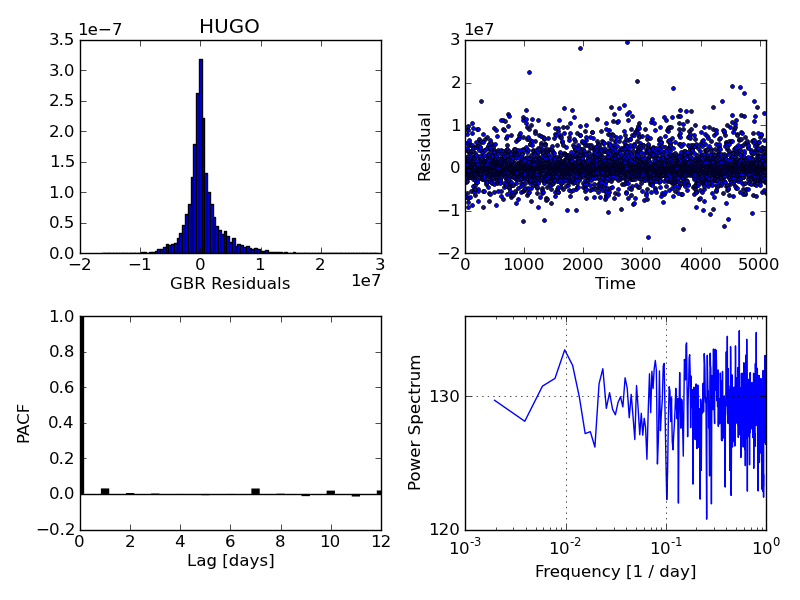 HUGO
1e−7
3.5
3.0
2.5
2.0
1.5
1.0
0.5
0.0
−2 −1 0 1 2 3
GBR Residuals 1e7
1e7
3
2
1
0
−1
−2
Residual
0 1000 2000 3000 4000 5000
Time
1.0
0.8
0.6
0.4
0.2
0.0
−0.2
PACF
0 2 4 6 8 10 12
Lag [days]
130
120
Power Spectrum
10^-3 10^-2 10^-1 10^0
Frequency [1 / day]